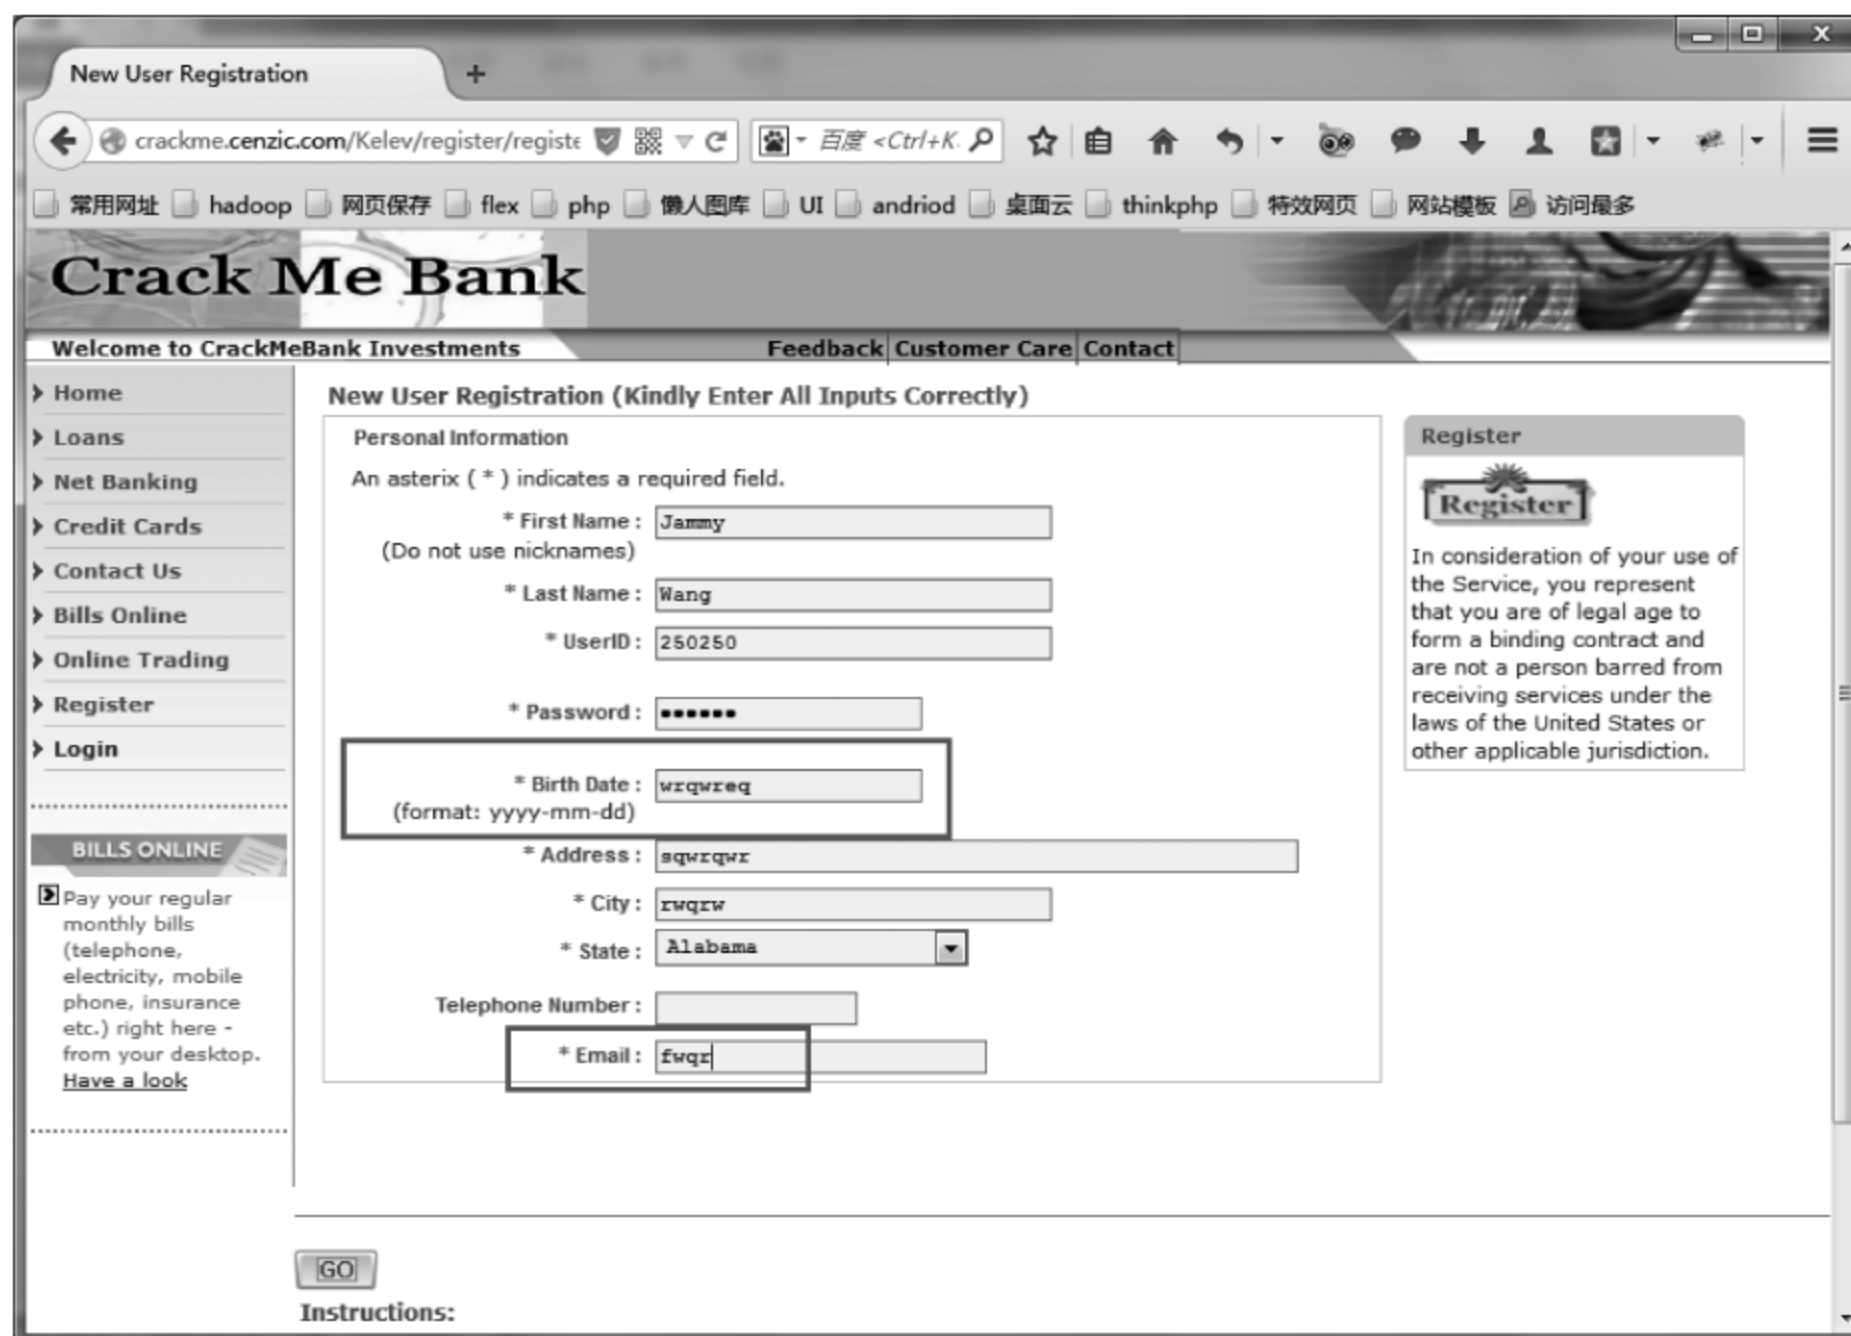 New User Registration
crackme.cenzic.com/Kelev/register/registe
百度 <Ctrl+K.
常用网址 hadoop 网页保存 flex php 懒人图库 UI andriod 桌面云 thinkphp 特效网页 网站模板 访问最多
Crack Me Bank
Welcome to CrackMeBank Investments
Feedback Customer Care Contact
Home
Loans
Net Banking
Credit Cards
Contact Us
Bills Online
Online Trading
Register
Login
BILLS ONLINE
Pay your regular
monthly bills
(telephone,
electricity, mobile
phone, insurance
etc.) right here -
from your desktop.
Have a look
New User Registration (Kindly Enter All Inputs Correctly)
Personal Information
An asterix ( * ) indicates a required field.
* First Name : Jammy
(Do not use nicknames)
* Last Name : Wang
* UserID : 250250
* Password : ••••••
* Birth Date : wrqwreq
(format: yyyy-mm-dd)
* Address : sqwrqwr
* City : rwqrw
* State : Alabama
Telephone Number :
* Email : fwqr
Register
Register
In consideration of your use of
the Service, you represent
that you are of legal age to
form a binding contract and
are not a person barred from
receiving services under the
laws of the United States or
other applicable jurisdiction.
GO
Instructions: